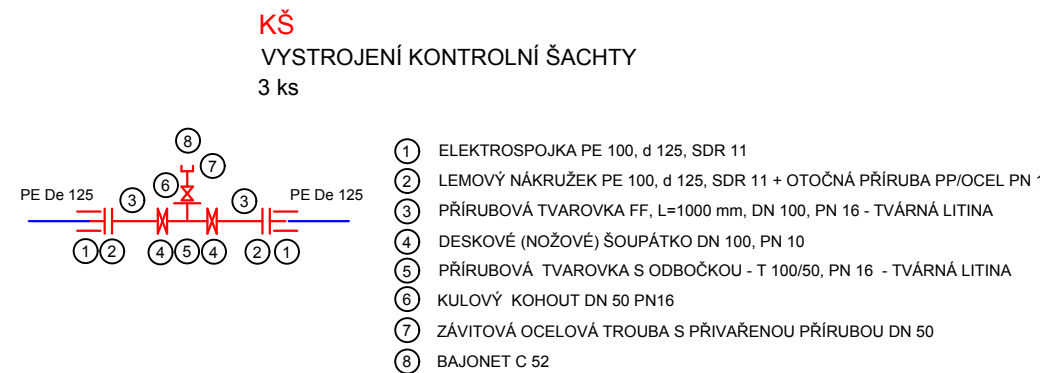 KŠ
VYSTROJENÍ KONTROLNÍ ŠACHTY
3 ks
8
7
6
PE De 125
3
3
PE De 125
1 2 4 5 4 2 1
1 ELEKTROSPOJKA PE 100, d 125, SDR 11
2 LEMOVÝ NÁKRUŽEK PE 100, d 125, SDR 11 + OTOČNÁ PŘÍRUBA PP/OCEL PN 1
3 PŘÍRUBOVÁ TVAROVKA FF, L=1000 mm, DN 100, PN 16 - TVÁRNÁ LITINA
4 DESKOVÉ (NOŽOVÉ) ŠOUPÁTKO DN 100, PN 10
5 PŘÍRUBOVÁ TVAROVKA S ODBOČKOU - T 100/50, PN 16 - TVÁRNÁ LITINA
6 KULOVÝ KOHOUT DN 50 PN16
7 ZÁVITOVÁ OCELOVÁ TROUBA S PŘIVAŘENOU PŘÍRUBOU DN 50
8 BAJONET C 52